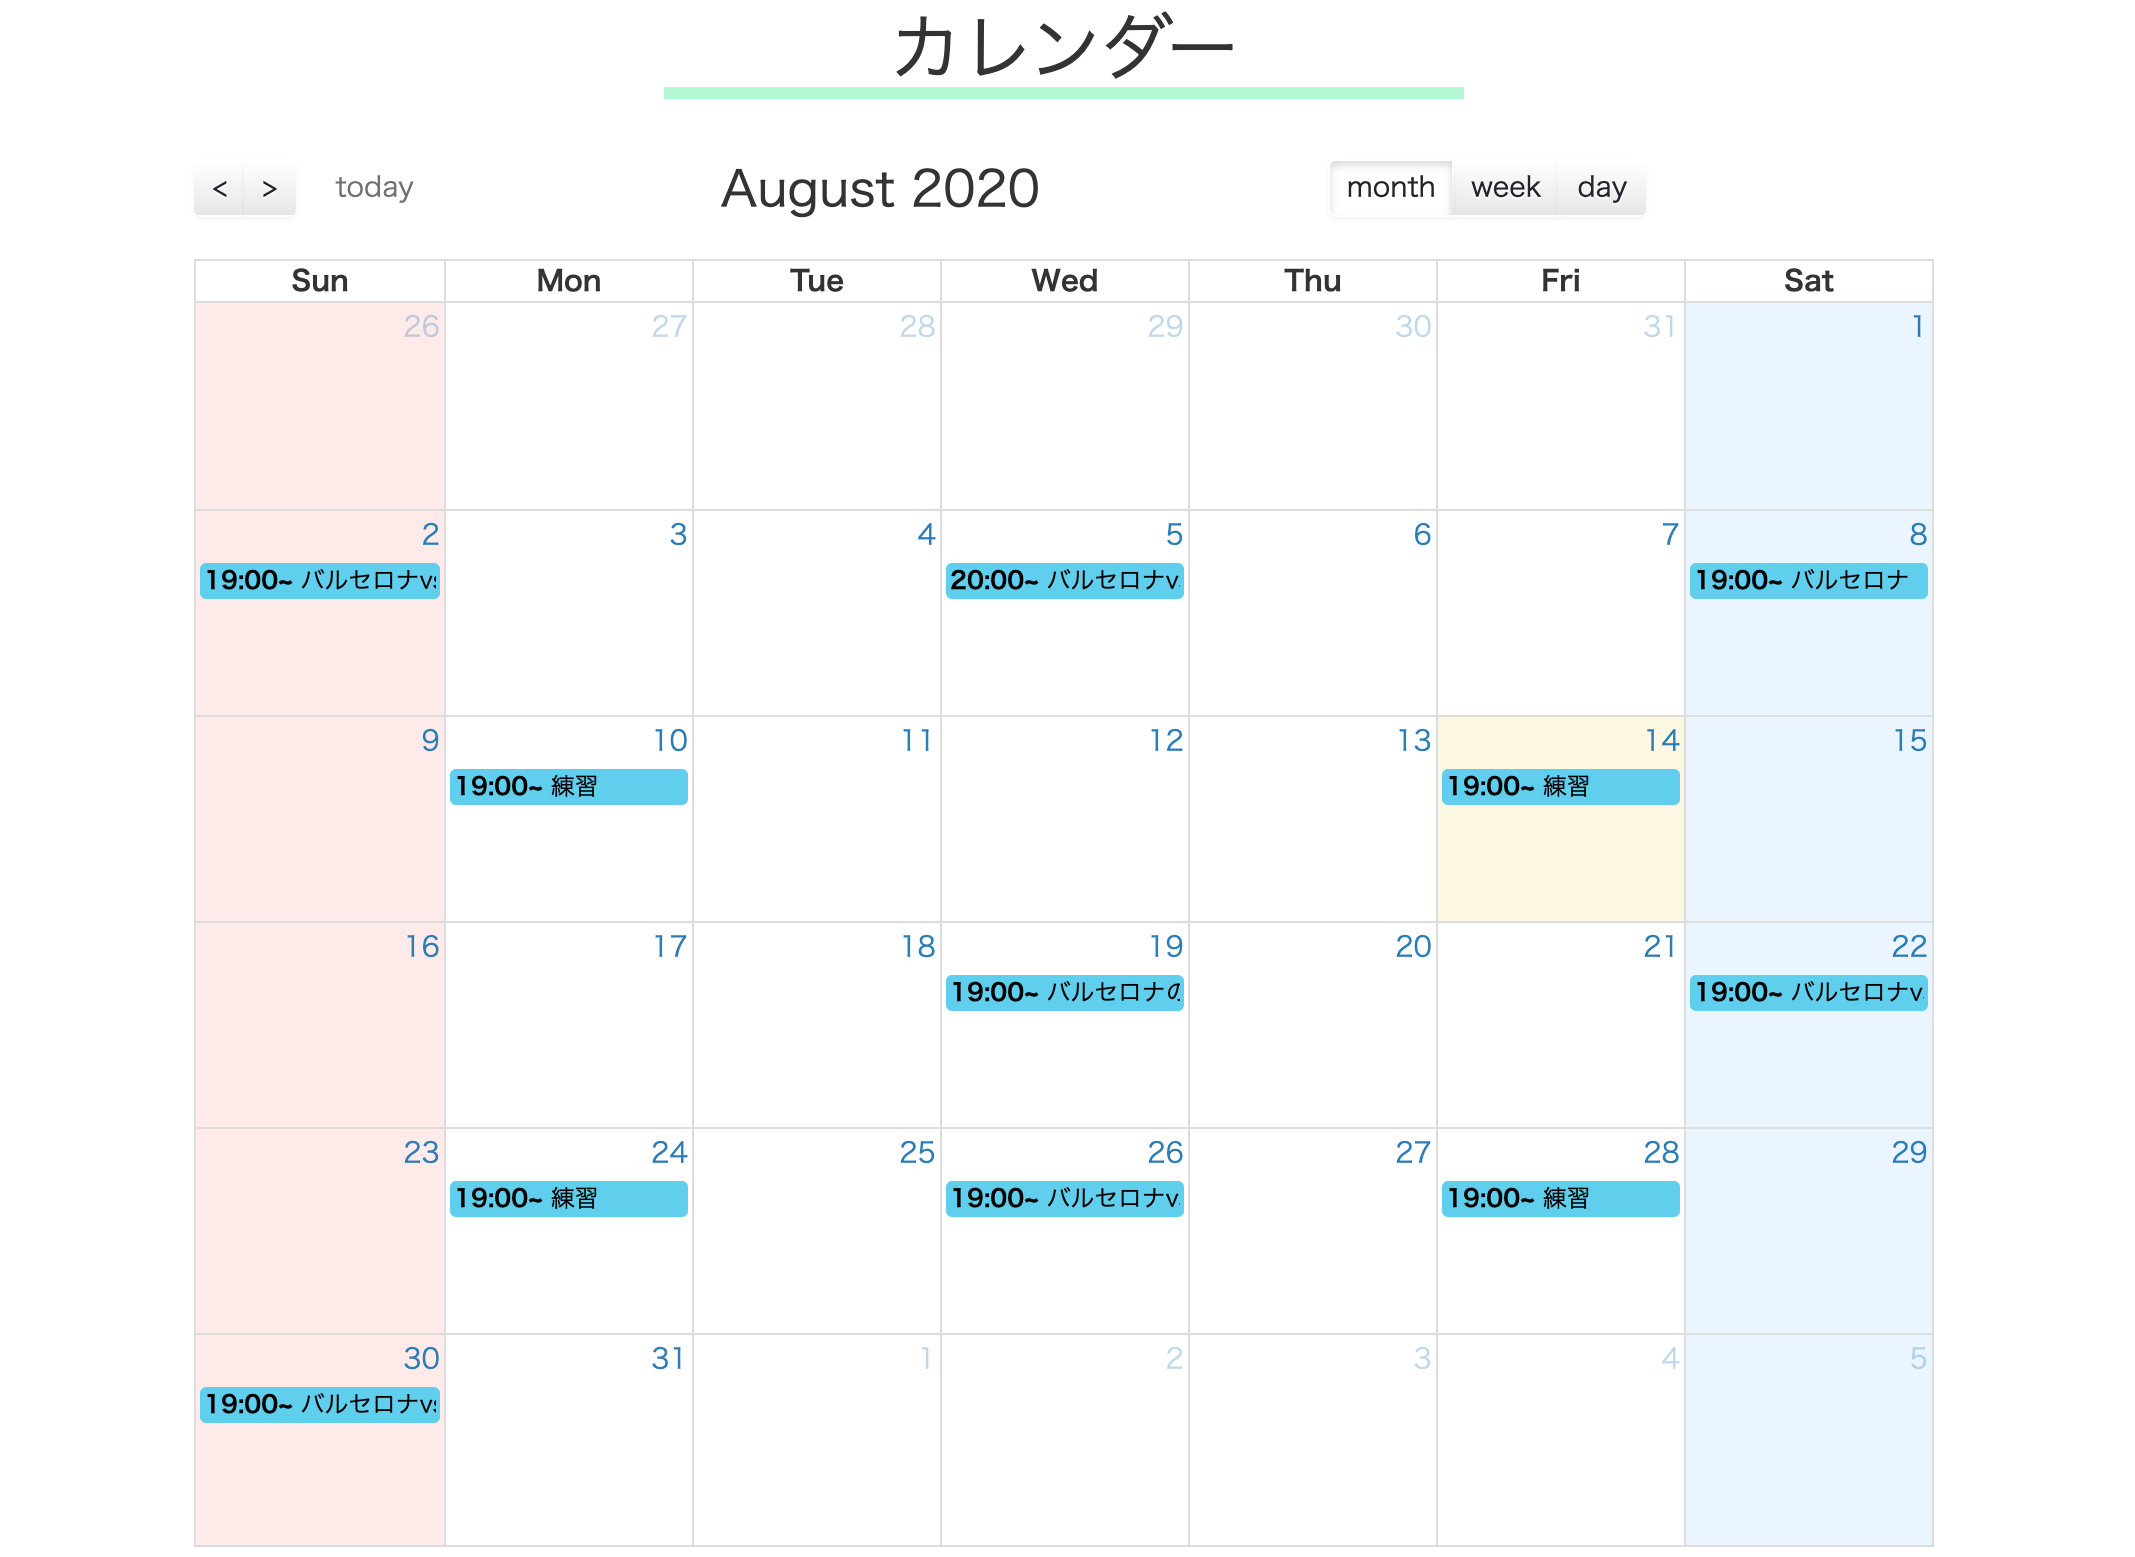 カレンダー
< > today August 2020 month week day
Sun Mon Tue Wed Thu Fri Sat
26 27 28 29 30 31 1
2 3 4 5 6 7 8
19:00~ バルセロナvs 20:00~ バルセロナv 19:00~ バルセロナ
9 10 11 12 13 14 15
19:00~ 練習 19:00~ 練習
16 17 18 19 20 21 22
19:00~ バルセロナの 19:00~ バルセロナv
23 24 25 26 27 28 29
19:00~ 練習 19:00~ バルセロナv 19:00~ 練習
30 31 1 2 3 4 5
19:00~ バルセロナvs